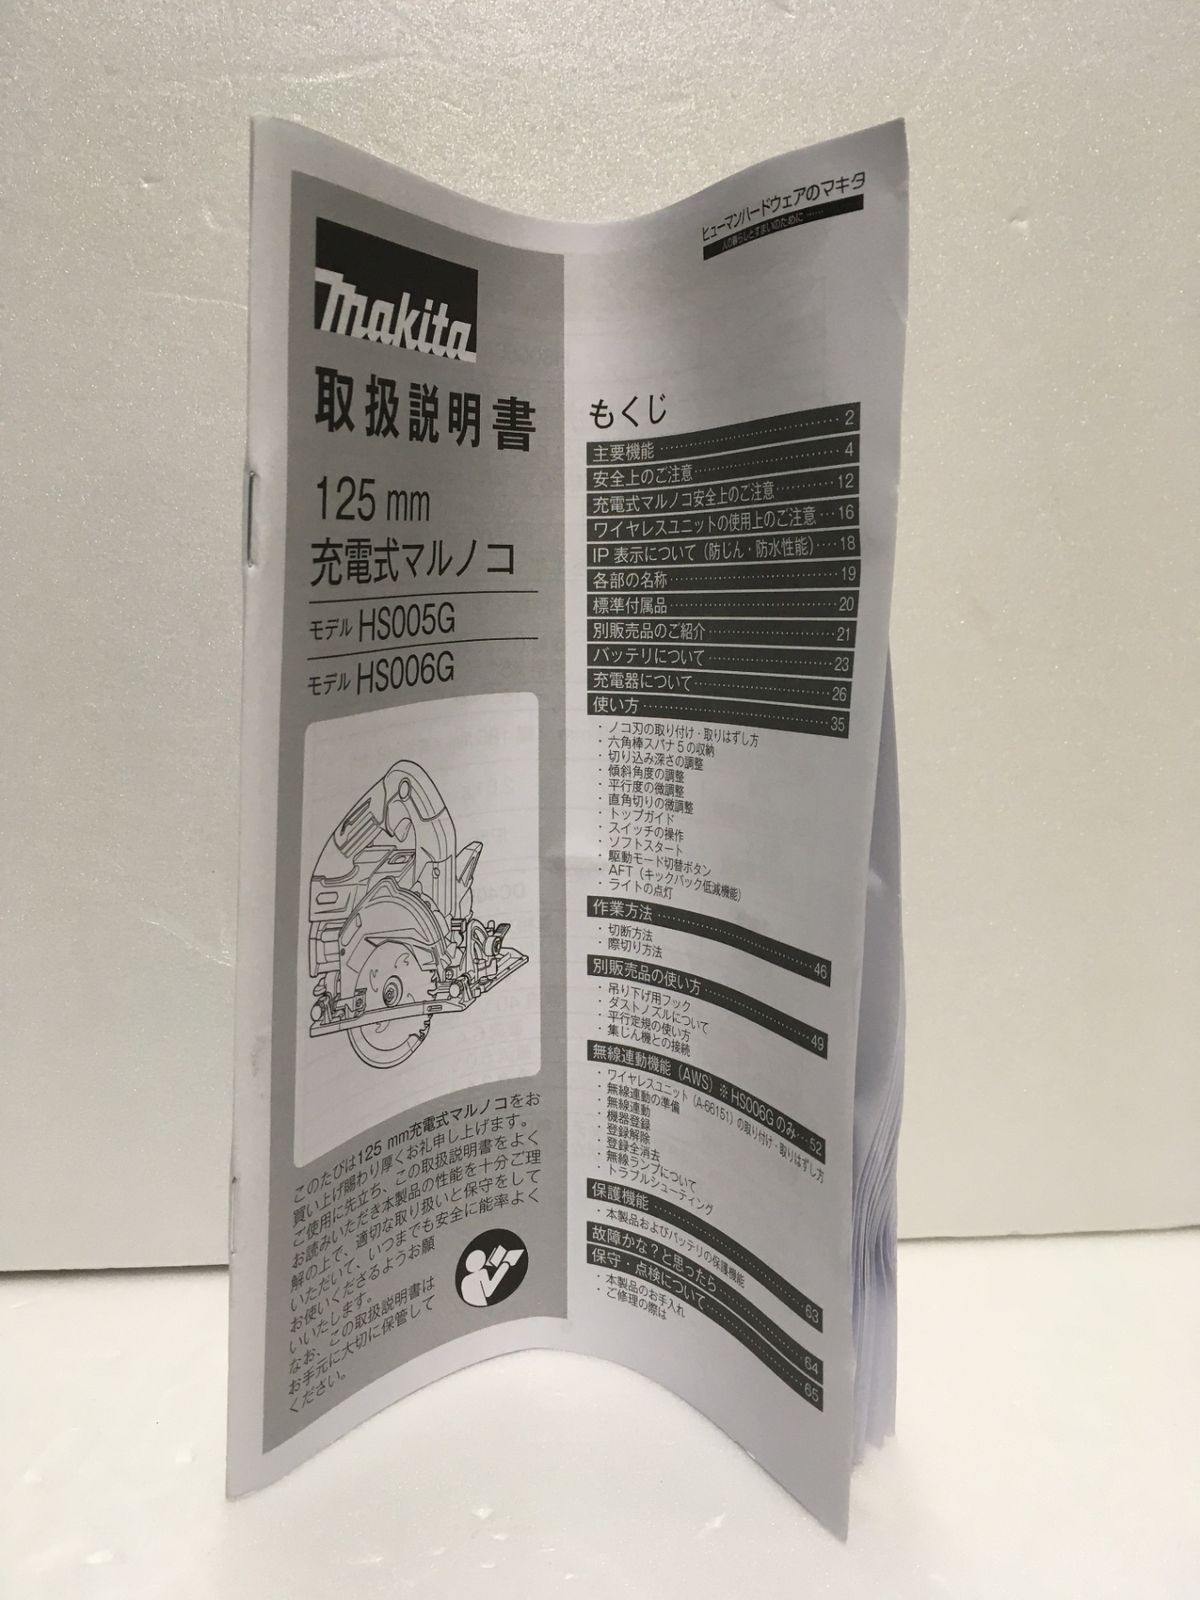 makita
取扱説明書
125 mm
充電式マルノコ
モデル HS005G
モデル HS006G
このたびは125 mm充電式マルノコをお
買い上げ賜わり厚くお礼申し上げます。
ご使用に先立ち、この取扱説明書をよく
お読みいただき本製品の性能を十分ご理
解の上で、適切な取り扱いと保守をして
いただいて、いつまでも安全に能率よく
お使いくださるようお願
いいたします。
なお、この取扱説明書は
お手元に大切に保管して
ください。
ヒューマンハードウェアのマキタ
人の暮らしとすまいのために ……
もくじ
主要機能 2
安全上のご注意 4
充電式マルノコ安全上のご注意 12
ワイヤレスユニットの使用上のご注意 16
IP 表示について（防じん・防水性能） 18
各部の名称 19
標準付属品 20
別販売品のご紹介 21
バッテリについて 23
充電器について 26
使い方 35
・ノコ刃の取り付け・取りはずし方
・六角棒スパナ 5 の収納
・切り込み深さの調整
・傾斜角度の調整
・平行度の微調整
・直角切りの微調整
・トップガイド
・スイッチの操作
・ソフトスタート
・駆動モード切替ボタン
・AFT（キックバック低減機能）
・ライトの点灯
作業方法 46
・切断方法
・際切り方法
別販売品の使い方 49
・吊り下げ用フック
・ダストノズルについて
・平行定規の使い方
・集じん機との接続
無線連動機能（AWS）※HS006Gのみ 52
・ワイヤレスユニット（A-66151）の取り付け・取りはずし方
・無線連動の準備
・無線連動
・機器登録
・登録解除
・登録全消去
・無線ランプについて
・トラブルシューティング
保護機能 63
・本製品およびバッテリの保護機能
故障かな？と思ったら 64
保守・点検について 65
・本製品のお手入れ
・ご修理の際は